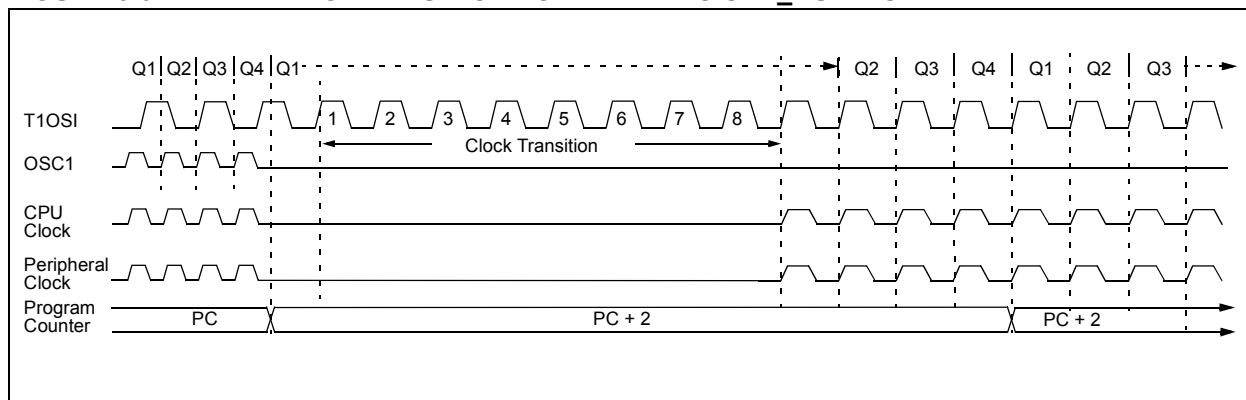 Q1 Q2 Q3 Q4 Q1 Q2 Q3 Q4 Q1 Q2 Q3
T1OSI 1 2 3 4 5 6 7 8
Clock Transition
OSC1
CPU
Clock
Peripheral
Clock
Program
Counter
PC PC + 2 PC + 2